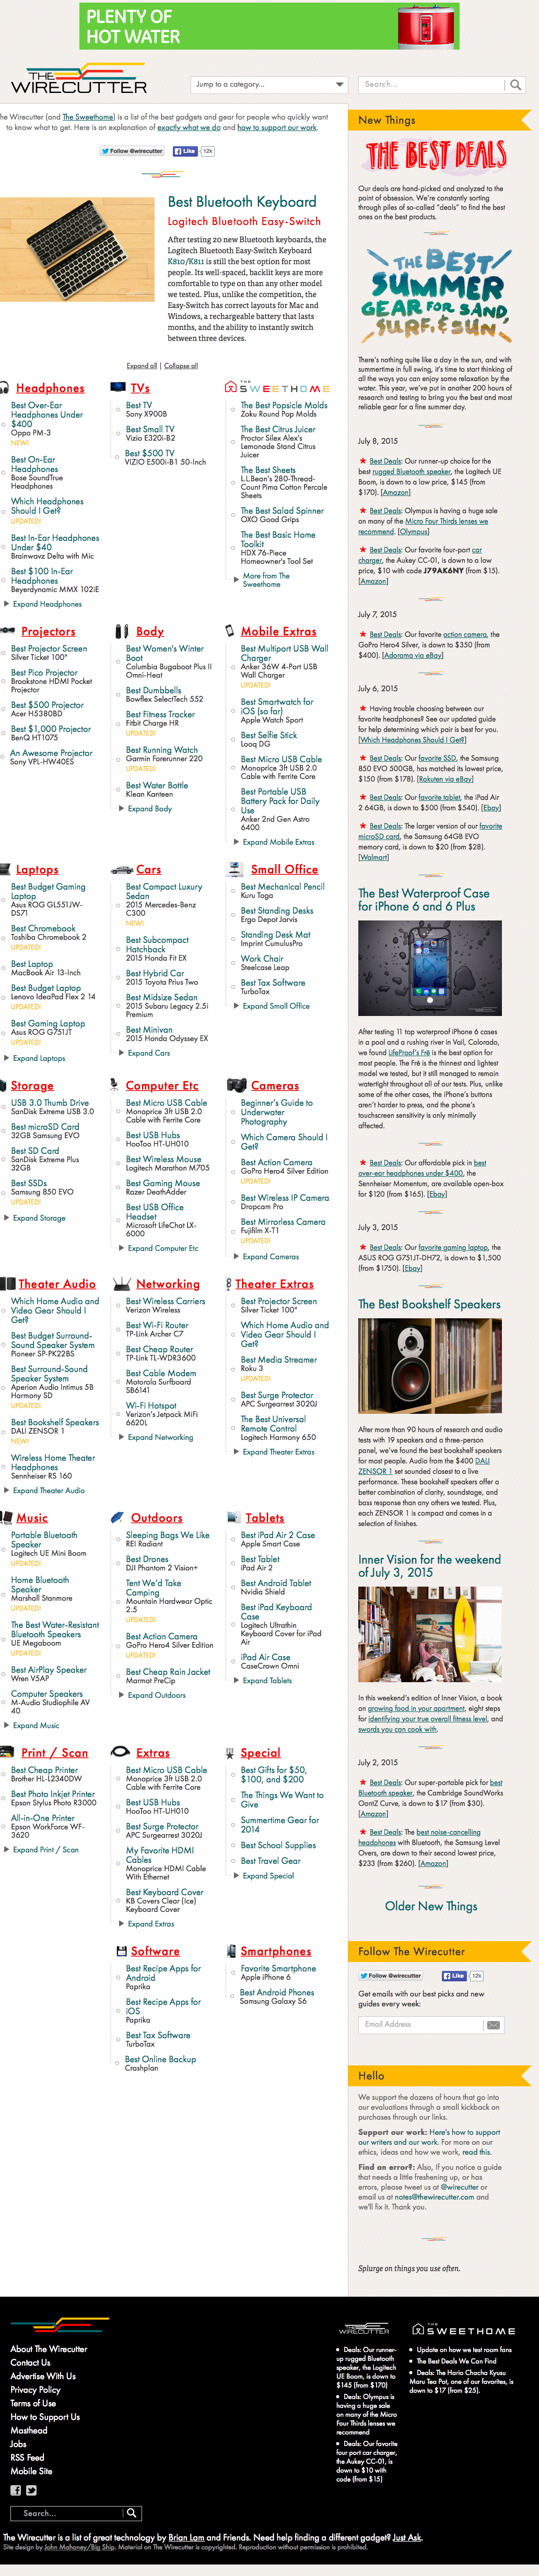 PLENTY OF
HOT WATER
THE
WIRECUTTER
Jump to a category...
Search...
he Wirecutter (and The Sweethome) is a list of the best gadgets and gear for people who quickly want
to know what to get. Here is an explanation of exactly what we do and how to support our work.
Follow @wirecutter
Like 12k
Best Bluetooth Keyboard
Logitech Bluetooth Easy-Switch
After testing 20 new Bluetooth keyboards, the
Logitech Bluetooth Easy-Switch Keyboard
K810/K811 is still the best option for most
people. Its well-spaced, backlit keys are more
comfortable to type on than any other model
we tested. Plus, unlike the competition, the
Easy-Switch has correct layouts for Mac and
Windows, a rechargeable battery that lasts
months, and the ability to instantly switch
between three devices.
Expand all | Collapse all
Headphones
Best Over-Ear
Headphones Under
$400
Oppo PM-3
NEW!
Best On-Ear
Headphones
Bose SoundTrue
Headphones
Which Headphones
Should I Get?
UPDATED!
Best In-Ear Headphones
Under $40
Brainwavz Delta with Mic
Best $100 In-Ear
Headphones
Beyerdynamic MMX 102iE
Expand Headphones
TVs
Best TV
Sony X900B
Best Small TV
Vizio E320i-B2
Best $500 TV
VIZIO E500i-B1 50-Inch
THE
SWEETHOME
The Best Popsicle Molds
Zoku Round Pop Molds
The Best Citrus Juicer
Proctor Silex Alex's
Lemonade Stand Citrus
Juicer
The Best Sheets
L.L.Bean's 280-Thread-
Count Pima Cotton Percale
Sheets
The Best Salad Spinner
OXO Good Grips
The Best Basic Home
Toolkit
HDX 76-Piece
Homeowner's Tool Set
More from The
Sweethome
Projectors
Best Projector Screen
Silver Ticket 100"
Best Pico Projector
Brookstone HDMI Pocket
Projector
Best $500 Projector
Acer H5380BD
Best $1,000 Projector
BenQ HT1075
An Awesome Projector
Sony VPL-HW40ES
Body
Best Women's Winter
Boot
Columbia Bugaboot Plus II
Omni-Heat
Best Dumbbells
Bowflex SelectTech 552
Best Fitness Tracker
Fitbit Charge HR
UPDATED!
Best Running Watch
Garmin Forerunner 220
UPDATED!
Best Water Bottle
Klean Kanteen
Expand Body
Mobile Extras
Best Multiport USB Wall
Charger
Anker 36W 4-Port USB
Wall Charger
UPDATED!
Best Smartwatch for
iOS (so far)
Apple Watch Sport
Best Selfie Stick
Looq DG
Best Micro USB Cable
Monoprice 3ft USB 2.0
Cable with Ferrite Core
Best Portable USB
Battery Pack for Daily
Use
Anker 2nd Gen Astro
6400
Expand Mobile Extras
Laptops
Best Budget Gaming
Laptop
Asus ROG GL551JW-
DS71
Best Chromebook
Toshiba Chromebook 2
UPDATED!
Best Laptop
MacBook Air 13-Inch
Best Budget Laptop
Lenovo IdeaPad Flex 2 14
UPDATED!
Best Gaming Laptop
Asus ROG G751JT
UPDATED!
Expand Laptops
Cars
Best Compact Luxury
Sedan
2015 Mercedes-Benz
C300
NEW!
Best Subcompact
Hatchback
2015 Honda Fit EX
Best Hybrid Car
2015 Toyota Prius Two
Best Midsize Sedan
2015 Subaru Legacy 2.5i
Premium
Best Minivan
2015 Honda Odyssey EX
Expand Cars
Small Office
Best Mechanical Pencil
Kuru Toga
Best Standing Desks
Ergo Depot Jarvis
Standing Desk Mat
Imprint CumulusPro
Work Chair
Steelcase Leap
Best Tax Software
TurboTax
Expand Small Office
Storage
USB 3.0 Thumb Drive
SanDisk Extreme USB 3.0
Best microSD Card
32GB Samsung EVO
Best SD Card
SanDisk Extreme Plus
32GB
Best SSDs
Samsung 850 EVO
UPDATED!
Expand Storage
Computer Etc
Best Micro USB Cable
Monoprice 3ft USB 2.0
Cable with Ferrite Core
Best USB Hubs
HooToo HT-UH010
Best Wireless Mouse
Logitech Marathon M705
Best Gaming Mouse
Razer DeathAdder
Best USB Office
Headset
Microsoft LifeChat LX-
6000
Expand Computer Etc
Cameras
Beginner's Guide to
Underwater
Photography
Which Camera Should I
Get?
Best Action Camera
GoPro Hero4 Silver Edition
UPDATED!
Best Wireless IP Camera
Dropcam Pro
Best Mirrorless Camera
Fujifilm X-T1
UPDATED!
Expand Cameras
Theater Audio
Which Home Audio and
Video Gear Should I
Get?
Best Budget Surround-
Sound Speaker System
Pioneer SP-PK22BS
Best Surround-Sound
Speaker System
Aperion Audio Intimus 5B
Harmony SD
UPDATED!
Best Bookshelf Speakers
DALI ZENSOR 1
NEW!
Wireless Home Theater
Headphones
Sennheiser RS 160
Expand Theater Audio
Networking
Best Wireless Carriers
Verizon Wireless
Best Wi-Fi Router
TP-Link Archer C7
Best Cheap Router
TP-Link TL-WDR3600
Best Cable Modem
Motorola Surfboard
SB6141
Wi-Fi Hotspot
Verizon's Jetpack MiFi
6620L
Expand Networking
Theater Extras
Best Projector Screen
Silver Ticket 100"
Which Home Audio and
Video Gear Should I
Get?
Best Media Streamer
Roku 3
UPDATED!
Best Surge Protector
APC Surgearrest 3020J
The Best Universal
Remote Control
Logitech Harmony 650
Expand Theater Extras
Music
Portable Bluetooth
Speaker
Logitech UE Mini Boom
UPDATED!
Home Bluetooth
Speaker
Marshall Stanmore
UPDATED!
The Best Water-Resistant
Bluetooth Speakers
UE Megaboom
UPDATED!
Best AirPlay Speaker
Wren V5AP
Computer Speakers
M-Audio Studiophile AV
40
Expand Music
Outdoors
Sleeping Bags We Like
REI Radiant
Best Drones
DJI Phantom 2 Vision+
Tent We'd Take
Camping
Mountain Hardwear Optic
2.5
UPDATED!
Best Action Camera
GoPro Hero4 Silver Edition
UPDATED!
Best Cheap Rain Jacket
Marmot PreCip
Expand Outdoors
Tablets
Best iPad Air 2 Case
Apple Smart Case
Best Tablet
iPad Air 2
Best Android Tablet
Nvidia Shield
Best iPad Keyboard
Case
Logitech Ultrathin
Keyboard Cover for iPad
Air
iPad Air Case
CaseCrown Omni
Expand Tablets
Print / Scan
Best Cheap Printer
Brother HL-L2340DW
Best Photo Inkjet Printer
Epson Stylus Photo R3000
All-in-One Printer
Epson WorkForce WF-
3620
Expand Print / Scan
Extras
Best Micro USB Cable
Monoprice 3ft USB 2.0
Cable with Ferrite Core
Best USB Hubs
HooToo HT-UH010
Best Surge Protector
APC Surgearrest 3020J
My Favorite HDMI
Cables
Monoprice HDMI Cable
With Ethernet
Best Keyboard Cover
KB Covers Clear (Ice)
Keyboard Cover
Expand Extras
Special
Best Gifts for $50,
$100, and $200
The Things We Want to
Give
Summertime Gear for
2014
Best School Supplies
Best Travel Gear
Expand Special
Software
Best Recipe Apps for
Android
Paprika
Best Recipe Apps for
iOS
Paprika
Best Tax Software
TurboTax
Best Online Backup
Crashplan
Smartphones
Favorite Smartphone
Apple iPhone 6
Best Android Phones
Samsung Galaxy S6
New Things
THE BEST DEALS
Our deals are hand-picked and analyzed to the
point of obsession. We're constantly sorting
through piles of so-called "deals" to find the best
ones on the best products.
THE BEST
SUMMER
GEAR FOR SAND
SURF, & SUN
There's nothing quite like a day in the sun, and with
summertime in full swing, it's time to start thinking of
all the ways you can enjoy some relaxation by the
water. This year, we've put in another 200 hours of
research and testing to bring you the best and most
reliable gear for a fine summer day.
July 8, 2015
Best Deals: Our runner-up choice for the
best rugged Bluetooth speaker, the Logitech UE
Boom, is down to a low price, $145 (from
$170). [Amazon]
Best Deals: Olympus is having a huge sale
on many of the Micro Four Thirds lenses we
recommend. [Olympus]
Best Deals: Our favorite four-port car
charger, the Aukey CC-01, is down to a low
price, $10 with code J79AK6NY (from $15).
[Amazon]
July 7, 2015
Best Deals: Our favorite action camera, the
GoPro Hero4 Silver, is down to $350 (from
$400). [Adorama via eBay]
July 6, 2015
Having trouble choosing between our
favorite headphones? See our updated guide
for help determining which pair is best for you.
[Which Headphones Should I Get?]
Best Deals: Our favorite SSD, the Samsung
850 EVO 500GB, has matched its lowest price,
$150 (from $178). [Rakuten via eBay]
Best Deals: Our favorite tablet, the iPad Air
2 64GB, is down to $500 (from $540). [Ebay]
Best Deals: The larger version of our favorite
microSD card, the Samsung 64GB EVO
memory card, is down to $20 (from $28).
[Walmart]
The Best Waterproof Case
for iPhone 6 and 6 Plus
After testing 11 top waterproof iPhone 6 cases
in a pool and a rushing river in Vail, Colorado,
we found LifeProof's Frē is the best option for
most people. The Frē is the thinnest and lightest
we tested, but it still managed to remain
watertight throughout all of our tests. Plus, unlike
some of the other cases, the iPhone's buttons
aren't harder to press, and the phone's
touchscreen sensitivity is only minimally
affected.
Best Deals: Our affordable pick in best
over-ear headphones under $400, the
Sennheiser Momentum, are available open-box
for $120 (from $165). [Ebay]
July 3, 2015
Best Deals: Our favorite gaming laptop, the
ASUS ROG G751JT-DH72, is down to $1,500
(from $1750). [Ebay]
The Best Bookshelf Speakers
After more than 90 hours of research and audio
tests with 19 speakers and a three-person
panel, we've found the best bookshelf speakers
for most people. Audio from the $400 DALI
ZENSOR 1 set sounded closest to a live
performance. These speakers offered the best
combination of clarity, soundstage, and
bass response than any others we tested. Plus,
each ZENSOR 1 is compact and comes in a
selection of finishes.
Inner Vision for the weekend
of July 3, 2015
In this weekend's edition of Inner Vision, a book
on growing food in your apartment, eight steps
for identifying your true overall fitness level, and
swords you can cook with.
July 2, 2015
Best Deals: Our super-portable pick for best
Bluetooth speaker, the Cambridge SoundWorks
OontZ Curve, is down to $17 (from $30).
[Amazon]
Best Deals: The best noise-cancelling
headphones with Bluetooth, the Samsung Level
Overs, are down to their second lowest price,
$233 (from $260). [Amazon]
Older New Things
Follow The Wirecutter
Follow @wirecutter
Like 12k
Get emails with our best picks and new
guides every week:
Email Address
Hello
We support the dozens of hours that go into
our evaluations through a small kickback on
purchases through our links.
Support our work: Here's how to support
our writers and our work. For more on our
ethics, ideas and how we work, read this.
Find an error?: Also, If you notice a guide
that needs a little freshening up, or has
errors, please tweet us at @wirecutter or
email us at notes@thewirecutter.com and
we'll fix it. Thank you.
Splurge on things you use often.
About The Wirecutter
Contact Us
Advertise With Us
Privacy Policy
Terms of Use
How to Support Us
Masthead
Jobs
RSS Feed
Mobile Site
Search...
THE
WIRECUTTER
Deals: Our runner-
up rugged Bluetooth
speaker, the Logitech
UE Boom, is down to
$145 (from $170)
Deals: Olympus is
having a huge sale
on many of the Micro
Four Thirds lenses we
recommend
Deals: Our favorite
four port car charger,
the Aukey CC-01, is
down to $10 with
code (from $15)
THE
SWEETHOME
Update on how we test room fans
The Best Deals We Can Find
Deals: The Hario Chacha Kyusu
Maru Tea Pot, one of our favorites, is
down to $17 (from $25).
The Wirecutter is a list of great technology by Brian Lam and Friends. Need help finding a different gadget? Just Ask.
Site design by John Mahoney/Big Ship. Material on The Wirecutter is copyrighted. Reproduction without permission is prohibited.